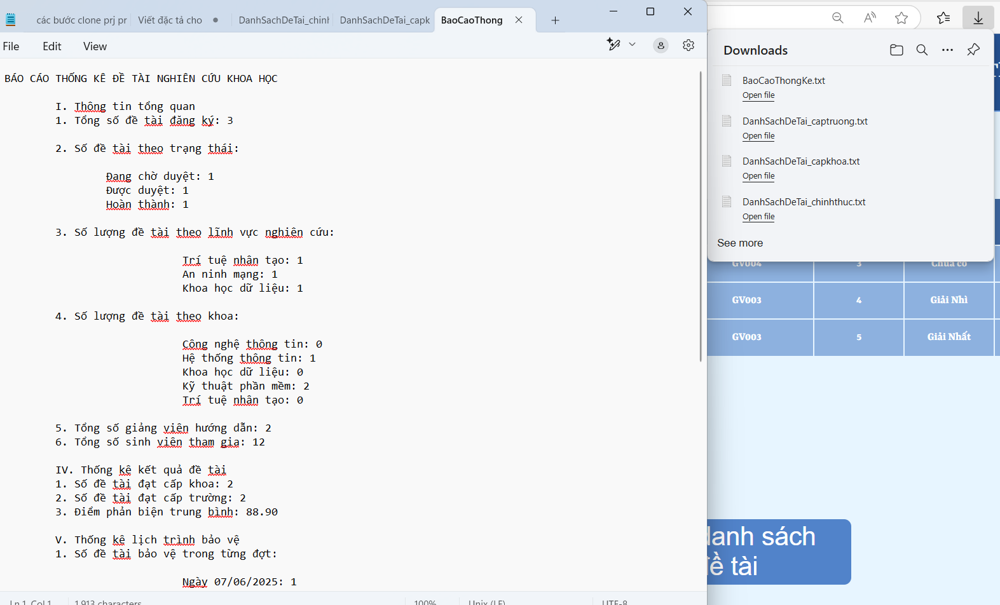 các bước clone prj pr
Viết đặc tả cho
DanhSachDeTai_chinh
DanhSachDeTai_capk
BaoCaoThong
File
Edit
View
BÁO CÁO THỐNG KÊ ĐỀ TÀI NGHIÊN CỨU KHOA HỌC
I. Thông tin tổng quan
1. Tổng số đề tài đăng ký: 3
2. Số đề tài theo trạng thái:
Đang chờ duyệt: 1
Được duyệt: 1
Hoàn thành: 1
3. Số lượng đề tài theo lĩnh vực nghiên cứu:
Trí tuệ nhân tạo: 1
An ninh mạng: 1
Khoa học dữ liệu: 1
4. Số lượng đề tài theo khoa:
Công nghệ thông tin: 0
Hệ thống thông tin: 1
Khoa học dữ liệu: 0
Kỹ thuật phần mềm: 2
Trí tuệ nhân tạo: 0
5. Tổng số giảng viên hướng dẫn: 2
6. Tổng số sinh viên tham gia: 12
IV. Thống kê kết quả đề tài
1. Số đề tài đạt cấp khoa: 2
2. Số đề tài đạt cấp trường: 2
3. Điểm phản biện trung bình: 88.90
V. Thống kê lịch trình bảo vệ
1. Số đề tài bảo vệ trong từng đợt:
Ngày 07/06/2025: 1
Ln 1, Col 1
1,913 characters
100%
Unix (LF)
UTF-8
Downloads
BaoCaoThongKe.txt
Open file
DanhSachDeTai_captruong.txt
Open file
DanhSachDeTai_capkhoa.txt
Open file
DanhSachDeTai_chinhthuc.txt
Open file
See more
GV004 3 Chưa có
GV003 4 Giải Nhì
GV003 5 Giải Nhất
danh sách
đề tài